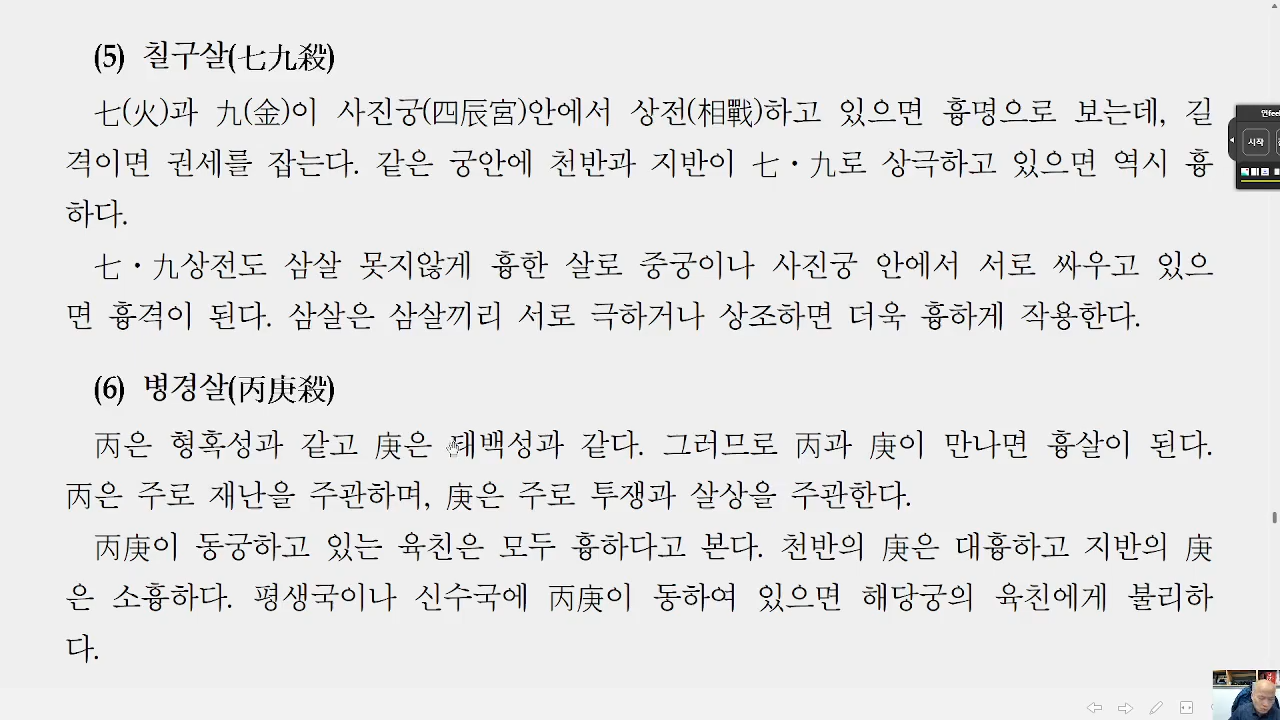 (5) 칠구살(七九殺)
七(火)과 九(金)이 사진궁(四辰宮)안에서 상전(相戰)하고 있으면 흉명으로 보는데, 길
격이면 권세를 잡는다. 같은 궁안에 천반과 지반이 七·九로 상극하고 있으면 역시 흉
하다.
七·九상전도 삼살 못지않게 흉한 살로 중궁이나 사진궁 안에서 서로 싸우고 있으
면 흉격이 된다. 삼살은 삼살끼리 서로 극하거나 상조하면 더욱 흉하게 작용한다.
(6) 병경살(丙庚殺)
丙은 형혹성과 같고 庚은 태백성과 같다. 그러므로 丙과 庚이 만나면 흉살이 된다.
丙은 주로 재난을 주관하며, 庚은 주로 투쟁과 살상을 주관한다.
丙庚이 동궁하고 있는 육친은 모두 흉하다고 본다. 천반의 庚은 대흉하고 지반의 庚
은 소흉하다. 평생국이나 신수국에 丙庚이 동하여 있으면 해당궁의 육친에게 불리하
다.
시작